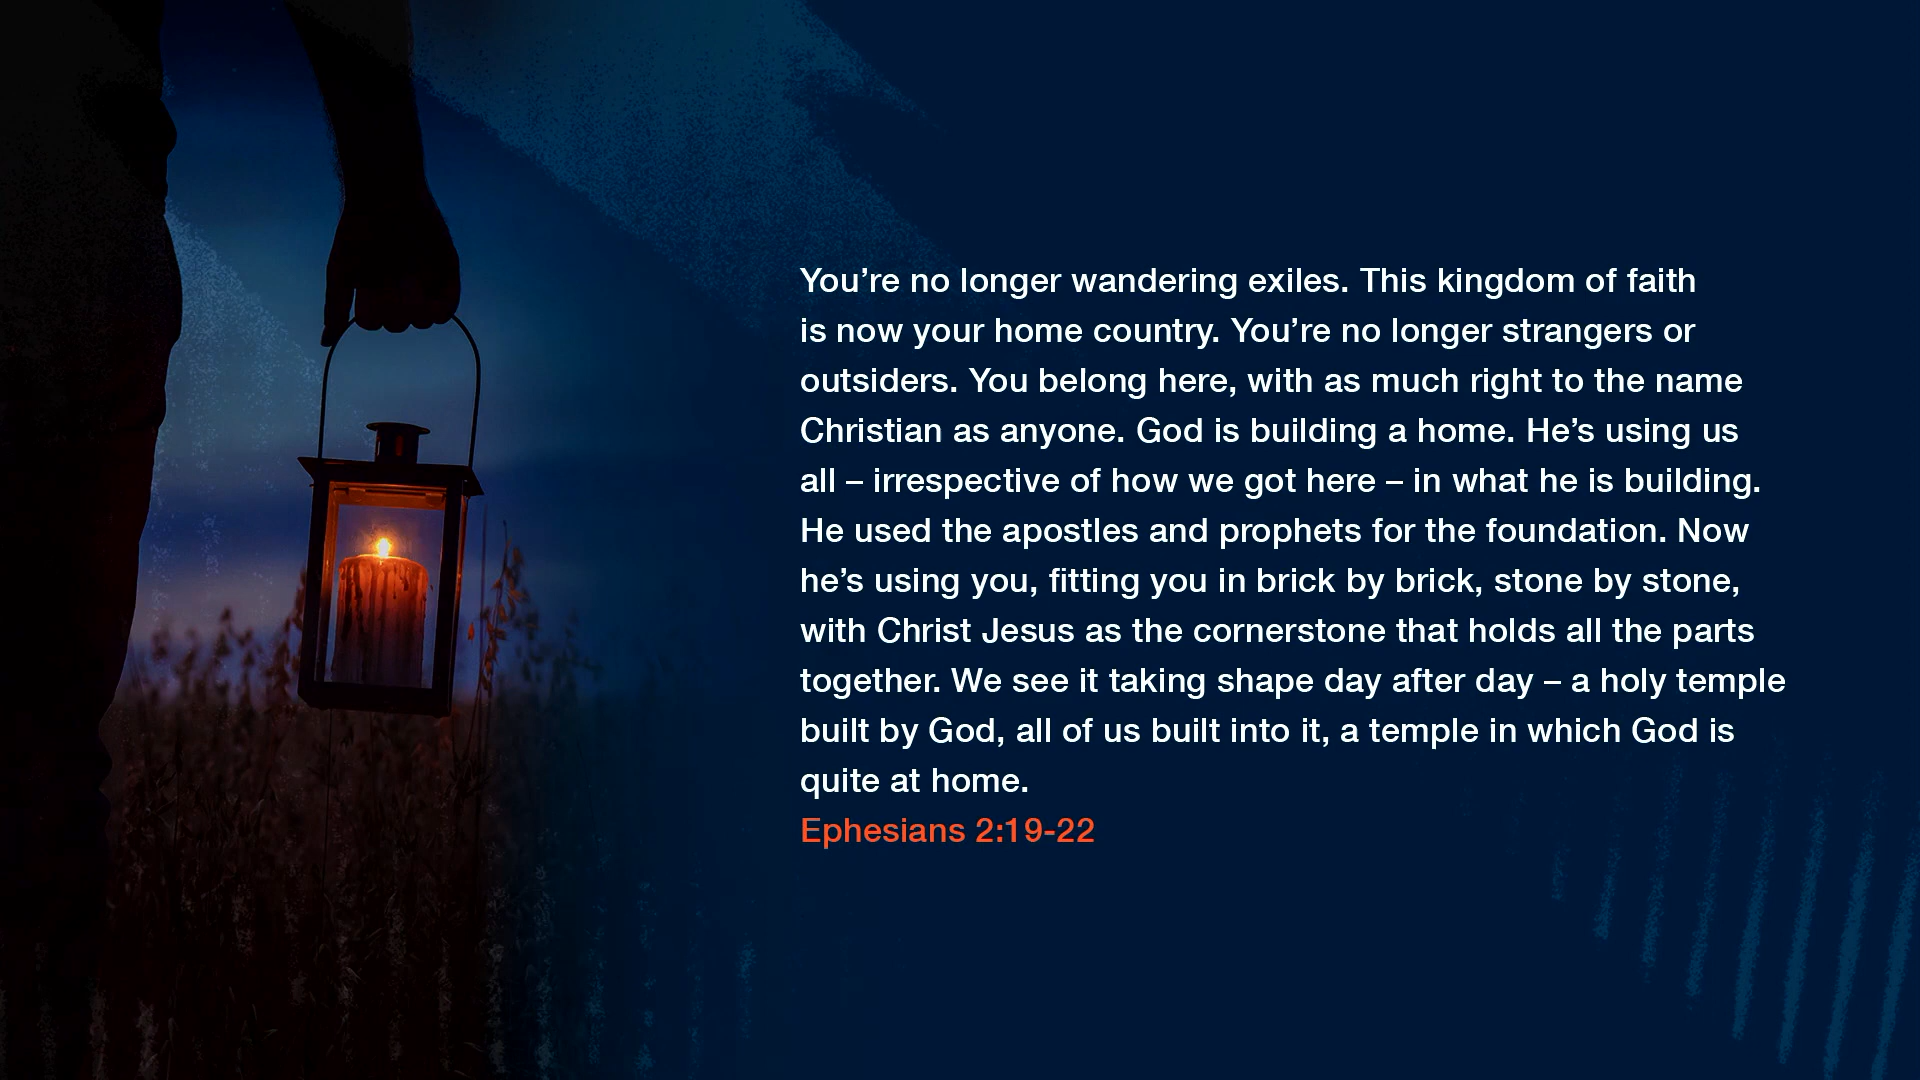 You’re no longer wandering exiles. This kingdom of faith
is now your home country. You’re no longer strangers or
outsiders. You belong here, with as much right to the name
Christian as anyone. God is building a home. He’s using us
all – irrespective of how we got here – in what he is building.
He used the apostles and prophets for the foundation. Now
he’s using you, fitting you in brick by brick, stone by stone,
with Christ Jesus as the cornerstone that holds all the parts
together. We see it taking shape day after day – a holy temple
built by God, all of us built into it, a temple in which God is
quite at home.
Ephesians 2:19-22